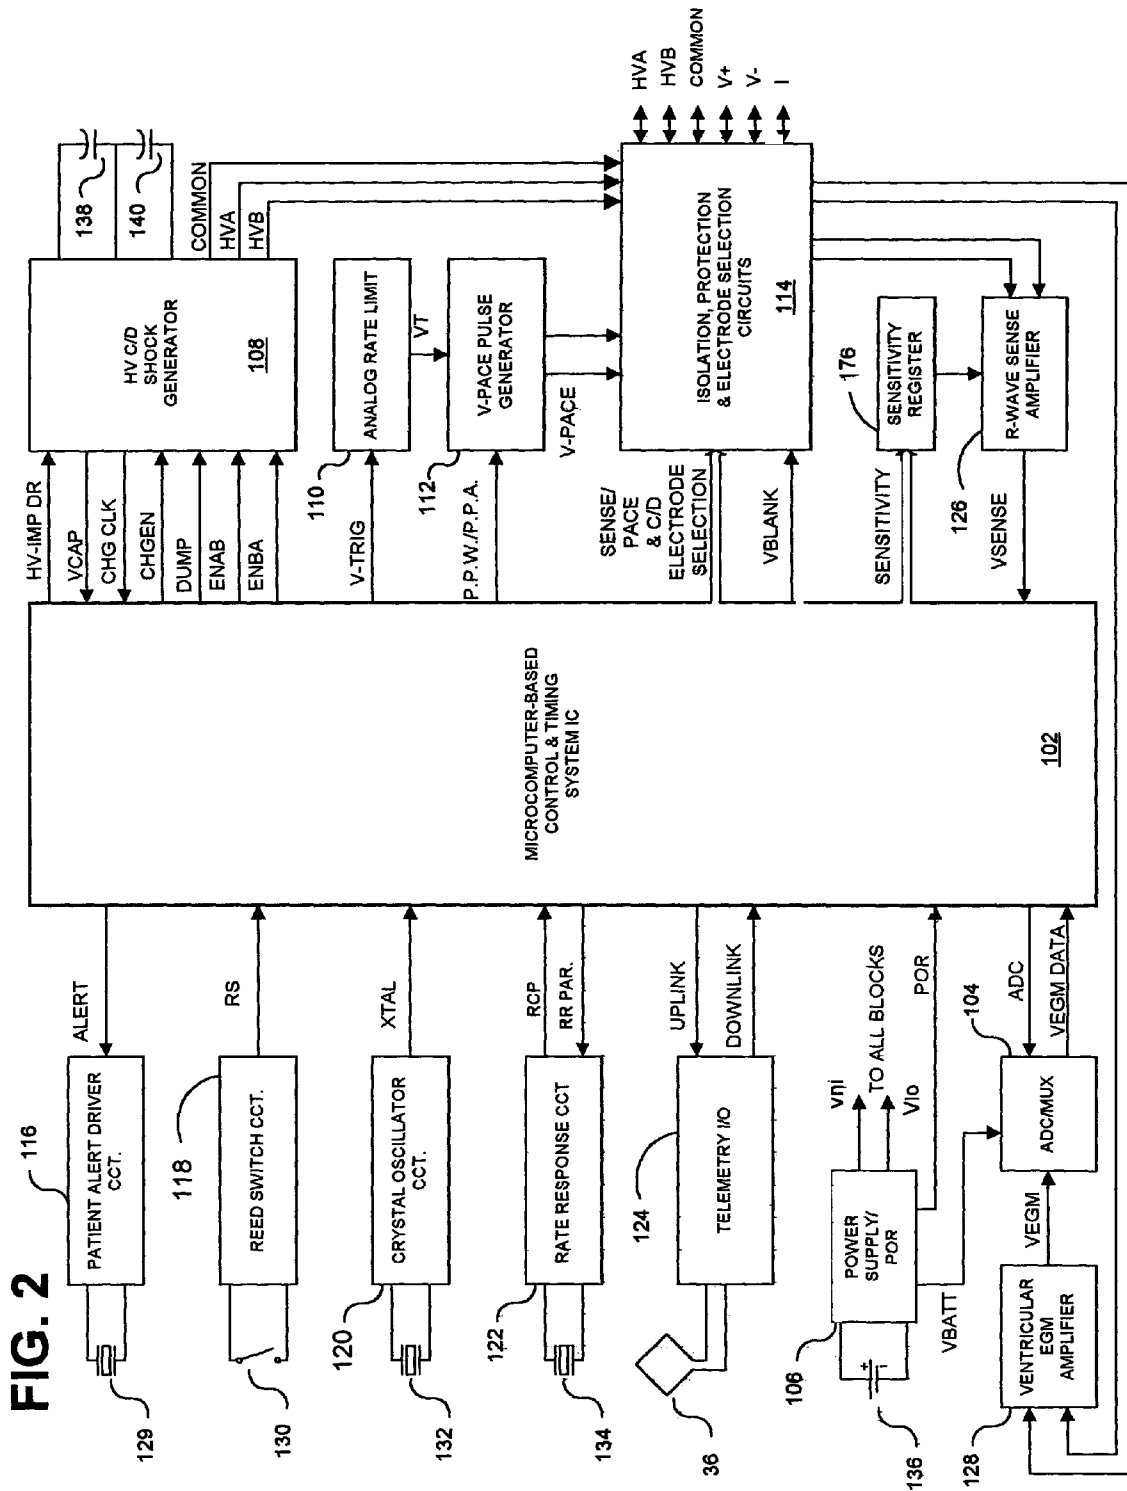 FIG. 2
116
PATIENT ALERT DRIVER
CCT.
129
ALERT
118
REED SWITCH CCT.
130
RS
CRYSTAL OSCILLATOR
CCT.
120
132
XTAL
RATE RESPONSE CCT
122
134
RCP
RR PAR.
TELEMETRY I/O
124
36
UPLINK
DOWNLINK
POWER
SUPPLY/
POR
106
136
Vhi
TO ALL BLOCKS
Vlo
POR
VBATT
ADC/MUX
104
ADC
VEGM DATA
VEGM
VENTRICULAR
EGM
AMPLIFIER
128
MICROCOMPUTER-BASED
CONTROL & TIMING
SYSTEM IC
102
HV-IMP DR
VCAP
CHG CLK
CHGEN
DUMP
ENAB
ENBA
HV C/D
SHOCK
GENERATOR
108
138
140
COMMON
HVA
HVB
V-TRIG
110
ANALOG RATE LIMIT
VT
P.P.W./P.P.A.
112
V-PACE PULSE
GENERATOR
V-PACE
SENSE/
PACE
& C/D
ELECTRODE
SELECTION
VBLANK
ISOLATION, PROTECTION
& ELECTRODE SELECTION
CIRCUITS
114
HVA
HVB
COMMON
V+
V-
I
SENSITIVITY
176
SENSITIVITY
REGISTER
VSENSE
126
R-WAVE SENSE
AMPLIFIER
+
-